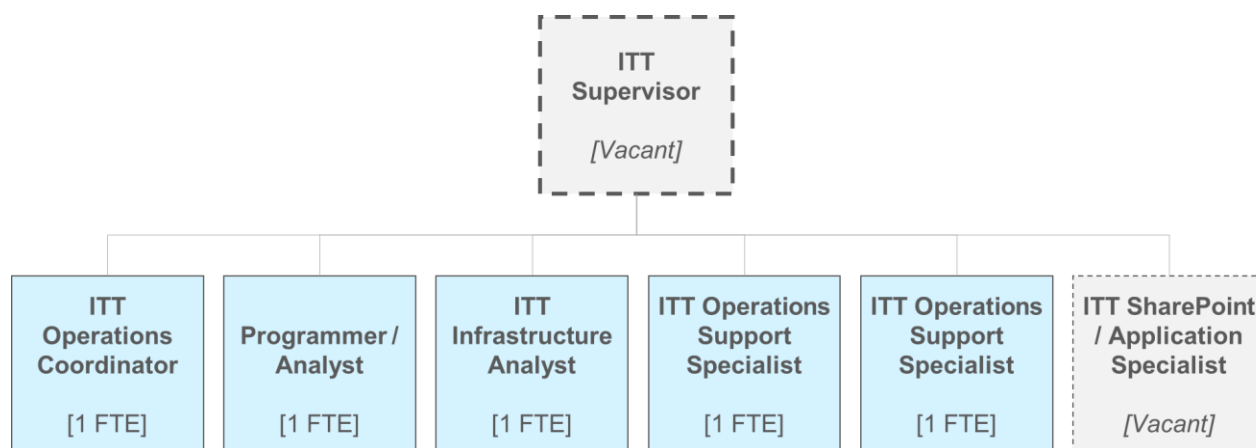 ITT
Supervisor
[Vacant]
ITT
Operations
Coordinator
[1 FTE]
Programmer /
Analyst
[1 FTE]
ITT
Infrastructure
Analyst
[1 FTE]
ITT Operations
Support
Specialist
[1 FTE]
ITT Operations
Support
Specialist
[1 FTE]
ITT SharePoint
/ Application
Specialist
[Vacant]